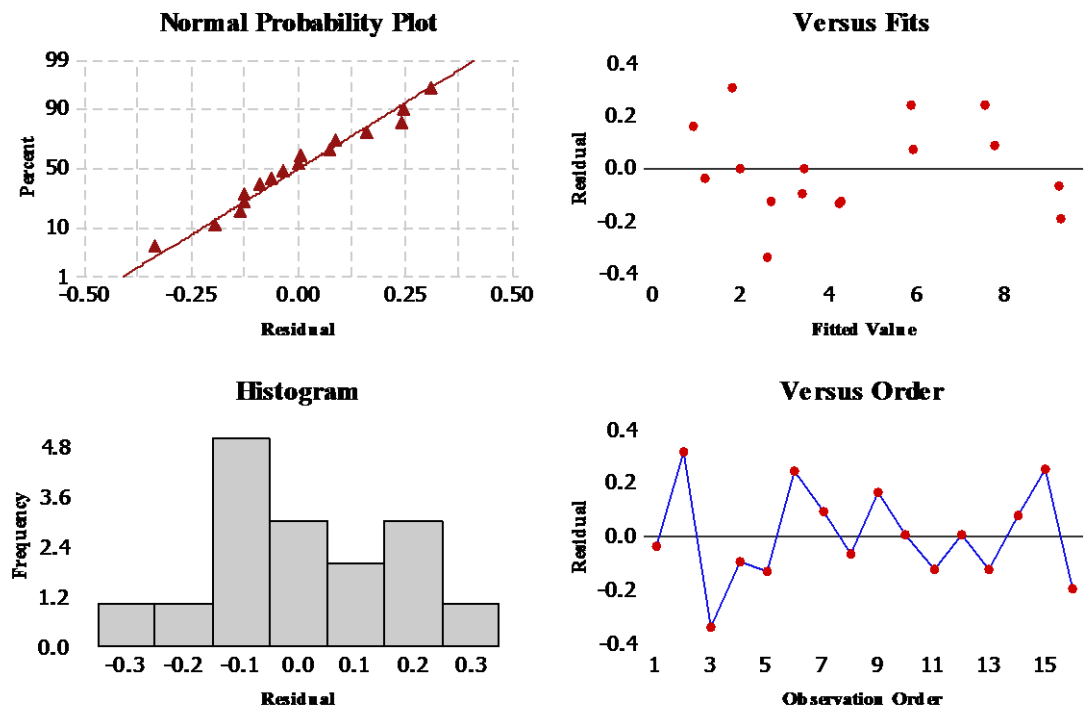 Normal Probability Plot
99
90
50
10
1
Percent
-0.50 -0.25 0.00 0.25 0.50
Residual
Versus Fits
0.4
0.2
0.0
-0.2
-0.4
Residual
0 2 4 6 8
Fitted Value
Histogram
4.8
3.6
2.4
1.2
0.0
Frequency
-0.3 -0.2 -0.1 0.0 0.1 0.2 0.3
Residual
Versus Order
0.4
0.2
0.0
-0.2
-0.4
Residual
1 3 5 7 9 11 13 15
Observation Order